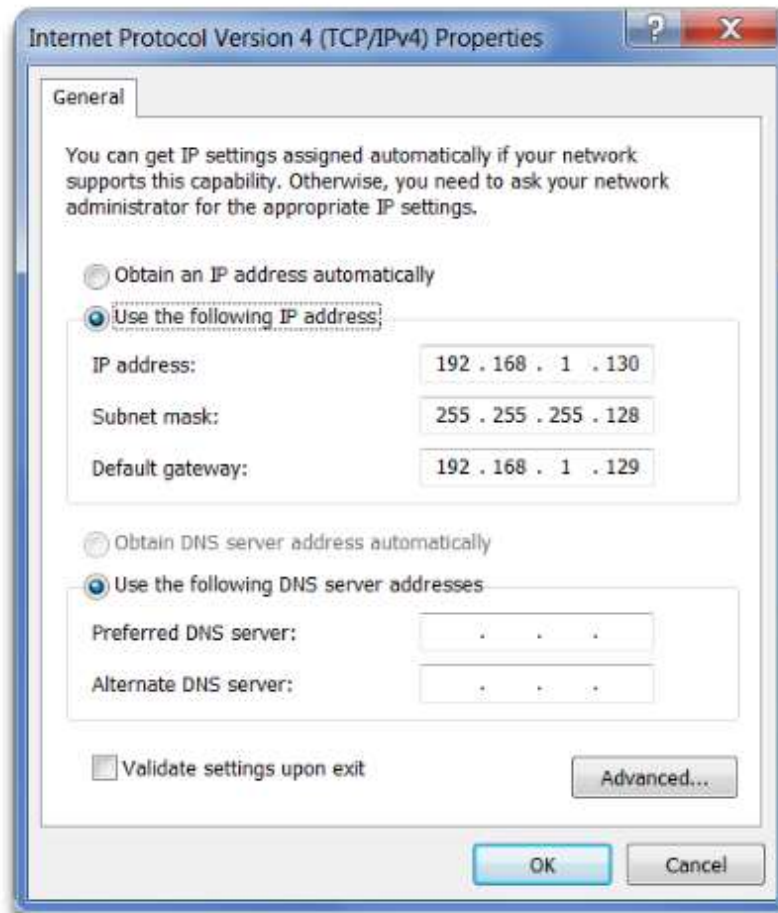 Internet Protocol Version 4 (TCP/IPv4) Properties
General
You can get IP settings assigned automatically if your network
supports this capability. Otherwise, you need to ask your network
administrator for the appropriate IP settings.
Obtain an IP address automatically
Use the following IP address:
IP address: 192 . 168 . 1 . 130
Subnet mask: 255 . 255 . 255 . 128
Default gateway: 192 . 168 . 1 . 129
Obtain DNS server address automatically
Use the following DNS server addresses
Preferred DNS server: . . .
Alternate DNS server: . . .
Validate settings upon exit
Advanced...
OK Cancel